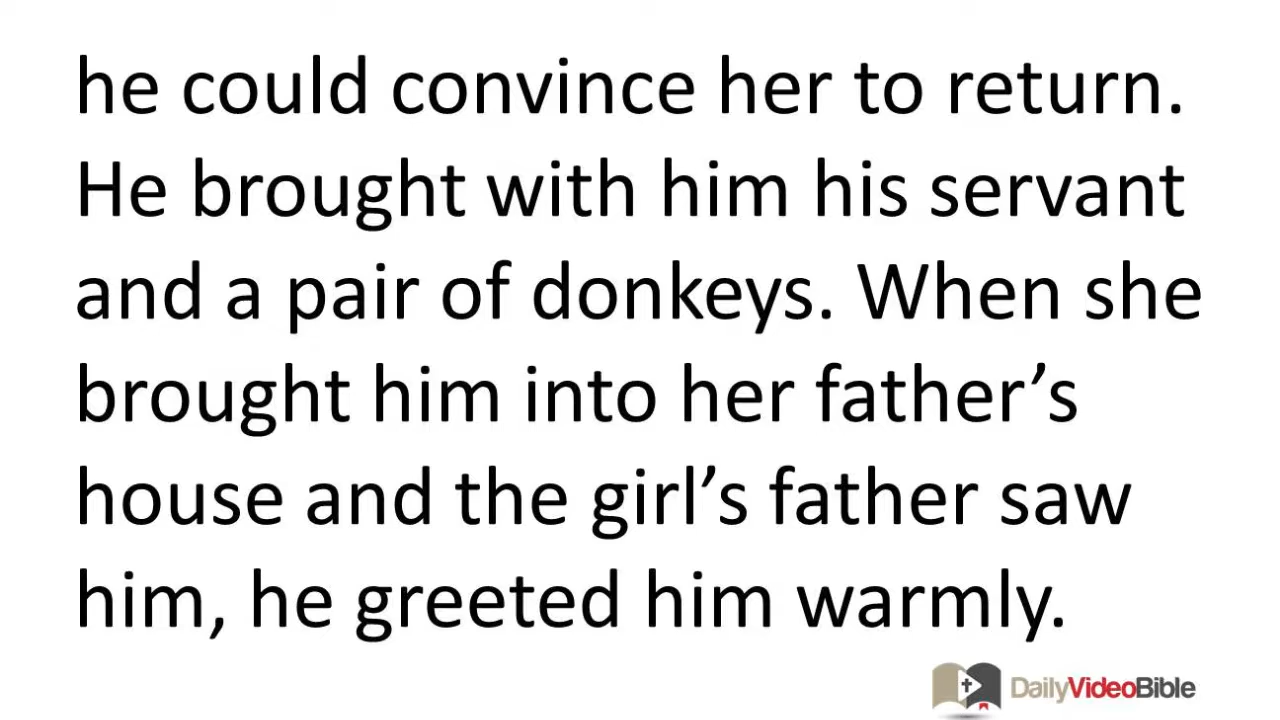 he could convince her to return.
He brought with him his servant
and a pair of donkeys. When she
brought him into her father’s
house and the girl’s father saw
him, he greeted him warmly.
DailyVideoBible